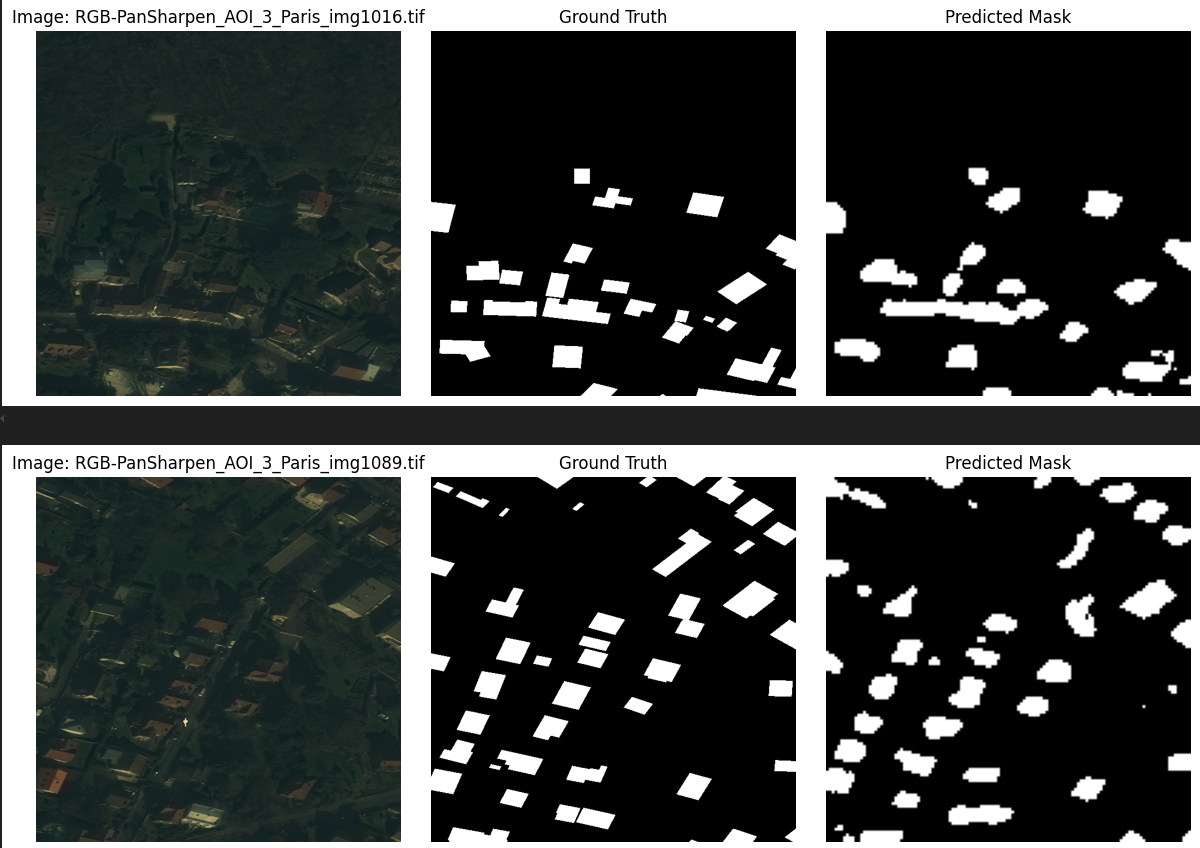 Image: RGB-PanSharpen_AOI_3_Paris_img1016.tif
Ground Truth
Predicted Mask
Image: RGB-PanSharpen_AOI_3_Paris_img1089.tif
Ground Truth
Predicted Mask